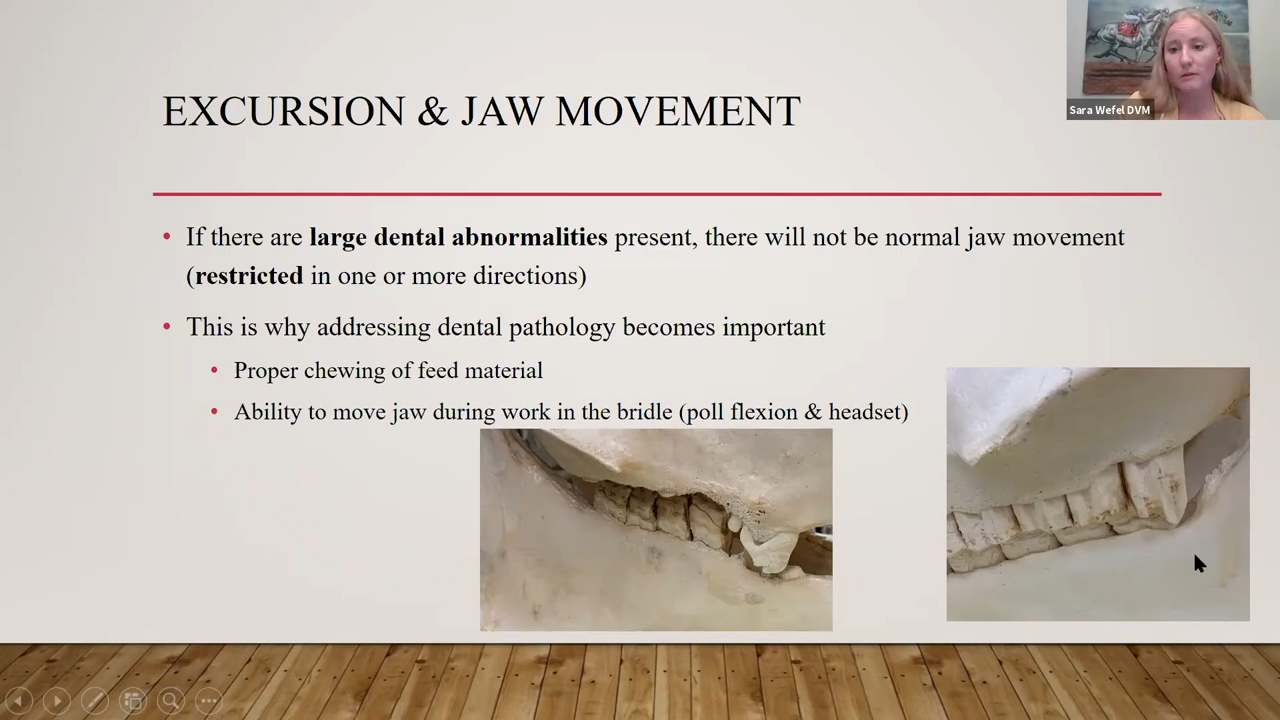 EXCURSION & JAW MOVEMENT
Sara Wefel DVM
• If there are large dental abnormalities present, there will not be normal jaw movement
(restricted in one or more directions)
• This is why addressing dental pathology becomes important
• Proper chewing of feed material
• Ability to move jaw during work in the bridle (poll flexion & headset)